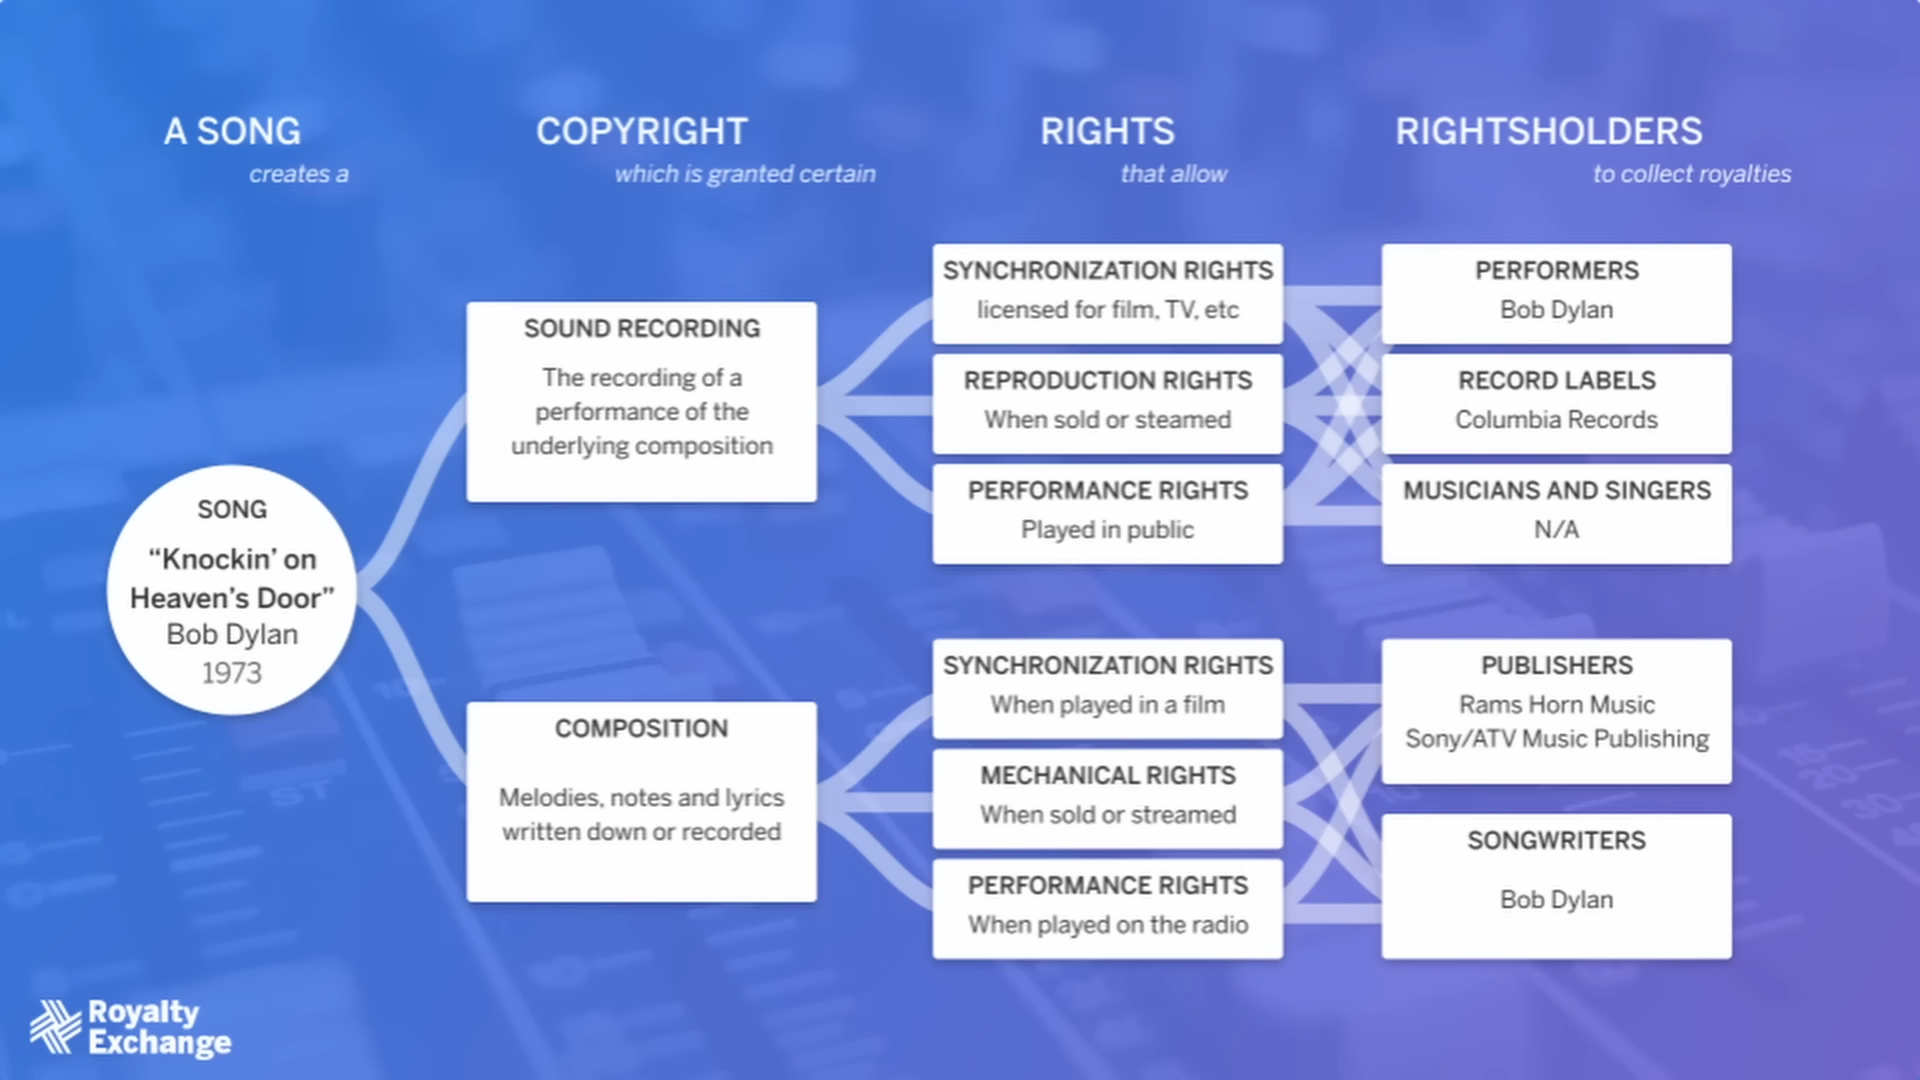 A SONG
creates a
COPYRIGHT
which is granted certain
RIGHTS
that allow
RIGHTSHOLDERS
to collect royalties
SONG
“Knockin’ on
Heaven’s Door”
Bob Dylan
1973
SOUND RECORDING
The recording of a
performance of the
underlying composition
SYNCHRONIZATION RIGHTS
licensed for film, TV, etc
REPRODUCTION RIGHTS
When sold or steamed
PERFORMANCE RIGHTS
Played in public
PERFORMERS
Bob Dylan
RECORD LABELS
Columbia Records
MUSICIANS AND SINGERS
N/A
COMPOSITION
Melodies, notes and lyrics
written down or recorded
SYNCHRONIZATION RIGHTS
When played in a film
MECHANICAL RIGHTS
When sold or streamed
PERFORMANCE RIGHTS
When played on the radio
PUBLISHERS
Rams Horn Music
Sony/ATV Music Publishing
SONGWRITERS
Bob Dylan
Royalty
Exchange
ST
10
15
20
30